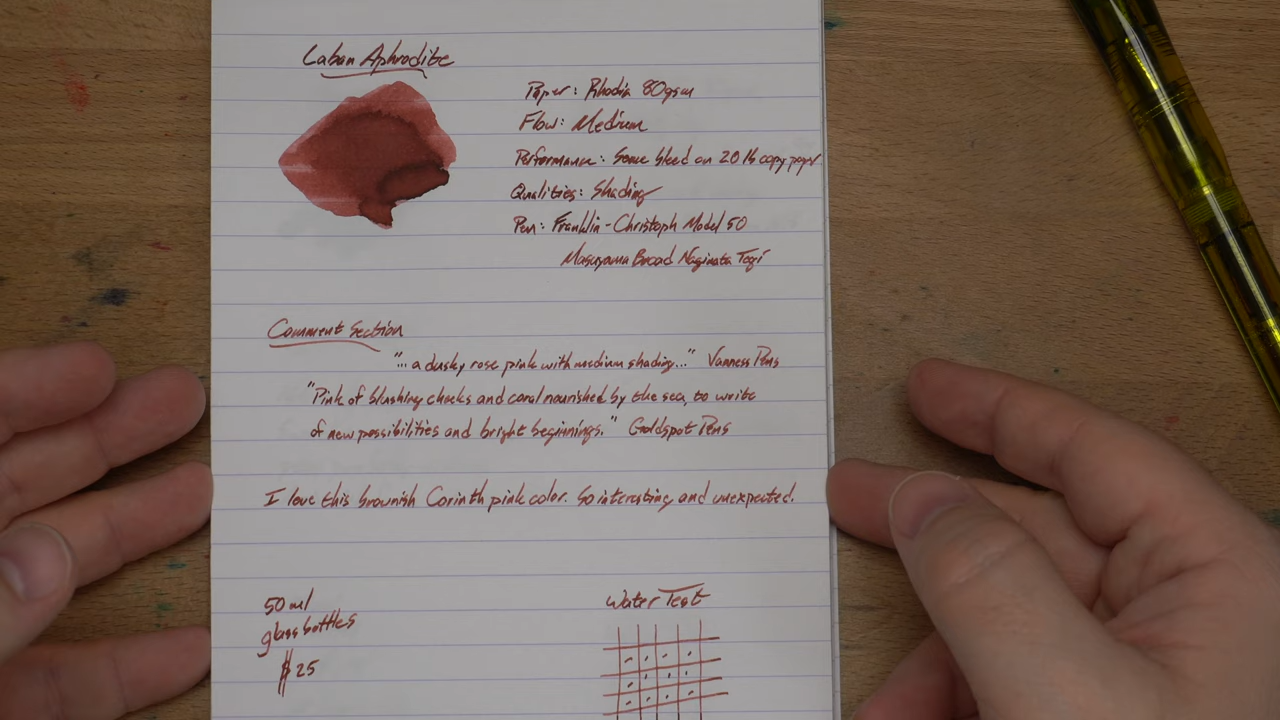 Laban Aphrodite
Paper: Rhodia 80gsm
Flow: Medium
Performance: Some bleed on 20 lb copy paper
Qualities: Shading
Pen: Franklin-Christoph Model 50
Masuyama Broad Naginata Togi
Comment Section
"... a dusky rose pink with medium shading..." Vanness Pens
"Pink of blushing cheeks and coral nourished by the sea, to write
of new possibilities and bright beginnings." Goldspot Pens
I love this brownish Corinth pink color. So interesting and unexpected.
50 ml
glass bottles
$25
Water Test